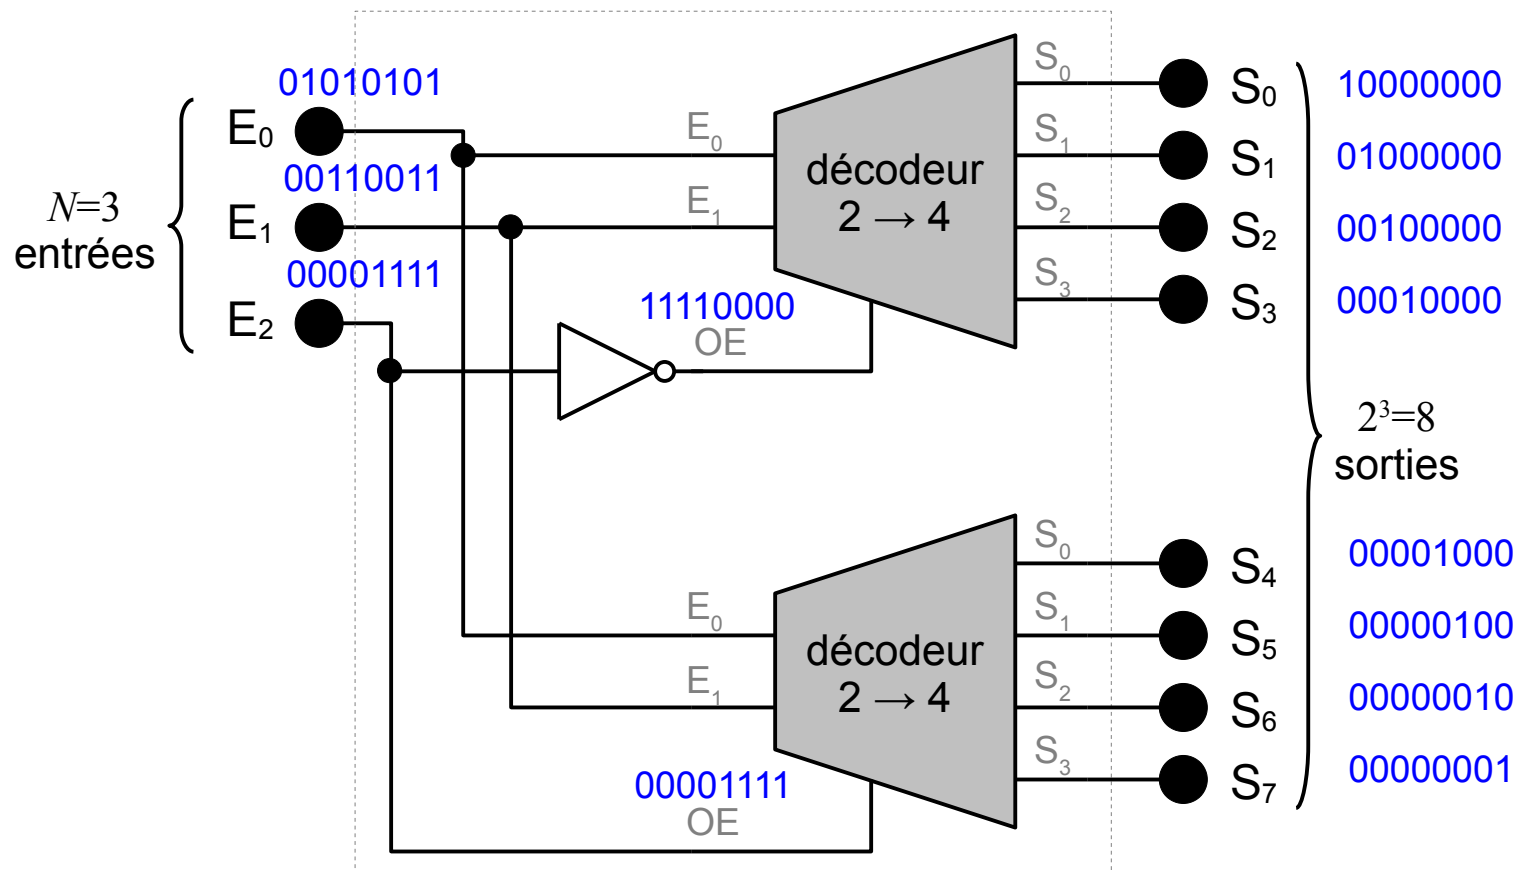 01010101
E0
00110011
E1
00001111
E2
N=3
entrées
E0
E1
11110000
OE
décodeur
2 → 4
S0
S1
S2
S3
S0
S1
S2
S3
10000000
01000000
00100000
00010000
2³=8
sorties
E0
E1
00001111
OE
décodeur
2 → 4
S0
S1
S2
S3
S4
S5
S6
S7
00001000
00000100
00000010
00000001